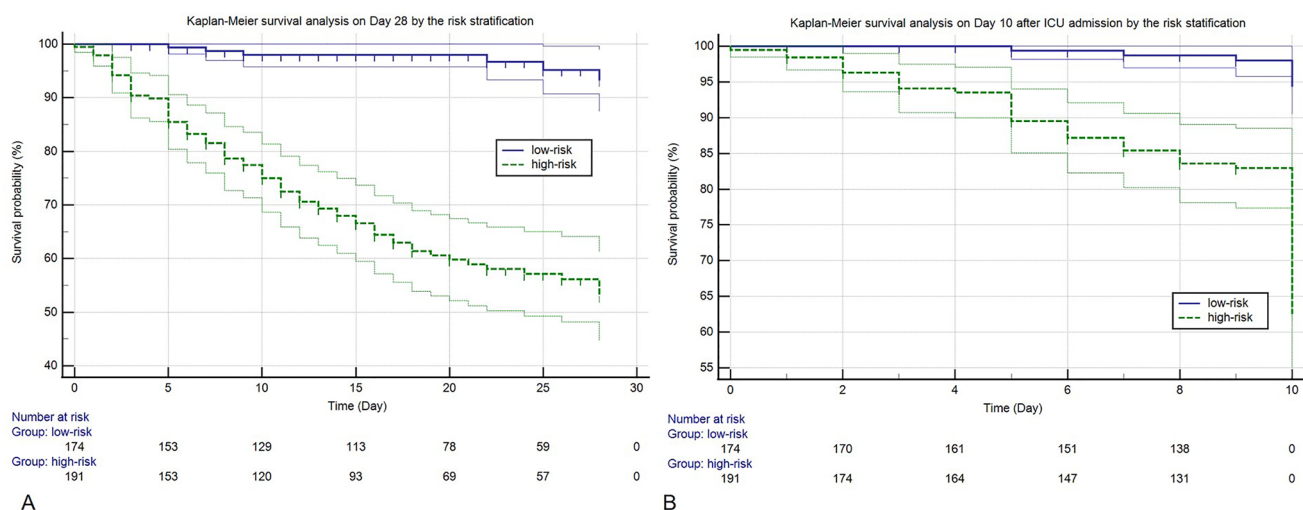 Kaplan-Meier survival analysis on Day 28 by the risk stratification
100
90
80
70
60
50
40
Survival probability (%)
low-risk
high-risk
0 5 10 15 20 25 30
Time (Day)
Number at risk
Group: low-risk
174 153 129 113 78 59 0
Group: high-risk
191 153 120 93 69 57 0
A
Kaplan-Meier survival analysis on Day 10 after ICU admission by the risk statification
100
95
90
85
80
75
70
65
60
55
Survival probability (%)
low-risk
high-risk
0 2 4 6 8 10
Time (Day)
Number at risk
Group: low-risk
174 170 161 151 138 0
Group: high-risk
191 174 164 147 131 0
B